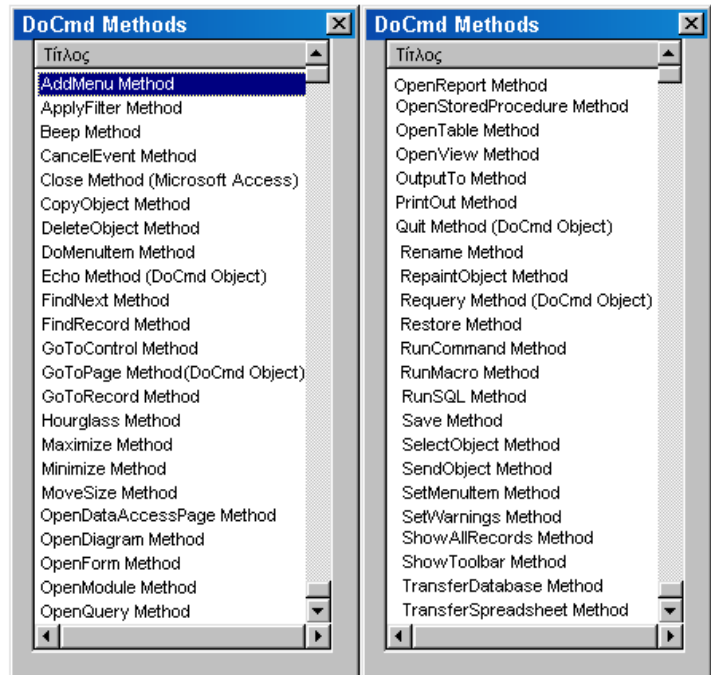 DoCmd Methods
Τίτλος
AddMenu Method
ApplyFilter Method
Beep Method
CancelEvent Method
Close Method (Microsoft Access)
CopyObject Method
DeleteObject Method
DoMenuItem Method
Echo Method (DoCmd Object)
FindNext Method
FindRecord Method
GoToControl Method
GoToPage Method(DoCmd Object)
GoToRecord Method
Hourglass Method
Maximize Method
Minimize Method
MoveSize Method
OpenDataAccessPage Method
OpenDiagram Method
OpenForm Method
OpenModule Method
OpenQuery Method
DoCmd Methods
Τίτλος
OpenReport Method
OpenStoredProcedure Method
OpenTable Method
OpenView Method
OutputTo Method
PrintOut Method
Quit Method (DoCmd Object)
Rename Method
RepaintObject Method
Requery Method (DoCmd Object)
Restore Method
RunCommand Method
RunMacro Method
RunSQL Method
Save Method
SelectObject Method
SendObject Method
SetMenuItem Method
SetWarnings Method
ShowAllRecords Method
ShowToolbar Method
TransferDatabase Method
TransferSpreadsheet Method